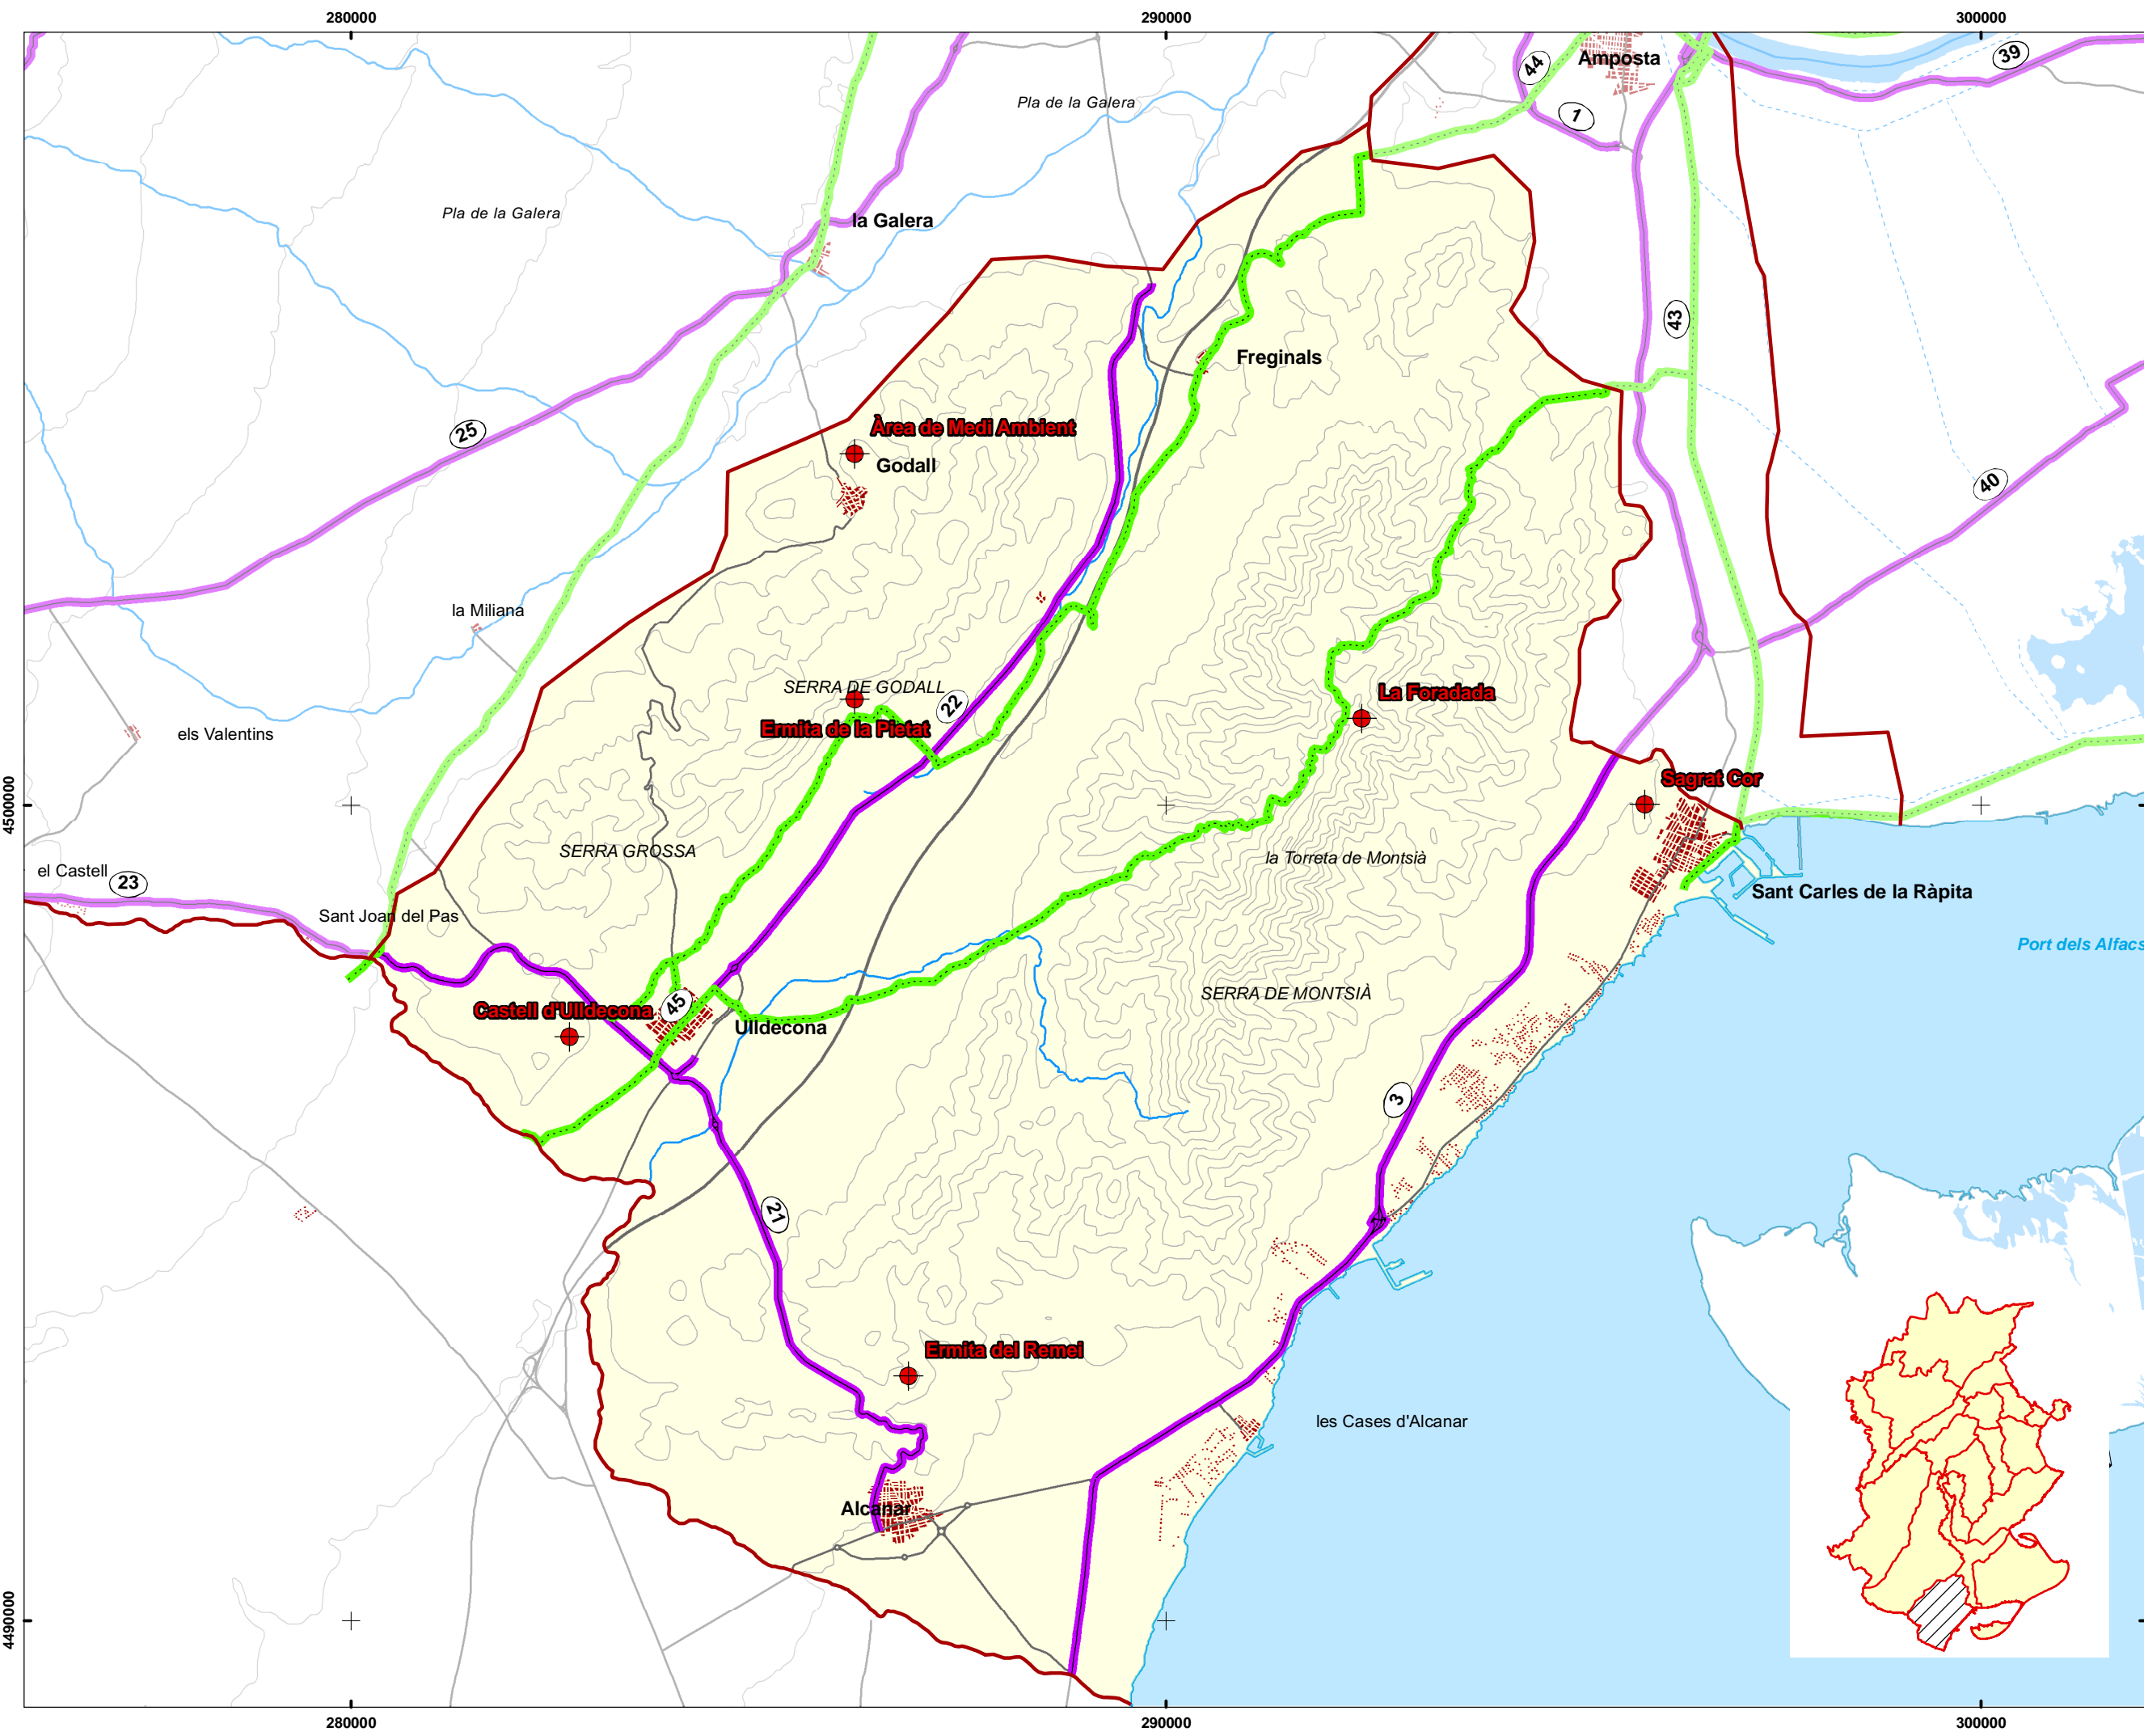 280000
290000
300000
Amposta
44
39
1
Pla de la Galera
Pla de la Galera
la Galera
43
Freginals
25
Àrea de Medi Ambient
Godall
40
la Miliana
SERRA DE GODALL
22
La Foradada
Ermita de la Pietat
els Valentins
Sagrat Cor
4500000
SERRA GROSSA
la Torreta de Montsià
el Castell
23
Sant Carles de la Ràpita
Sant Joan del Pas
Port dels Alfacs
SERRA DE MONTSIÀ
45
Castell d'Ulldecona
Ulldecona
3
21
Ermita del Remei
les Cases d'Alcanar
Alcanar
4490000
280000
290000
300000